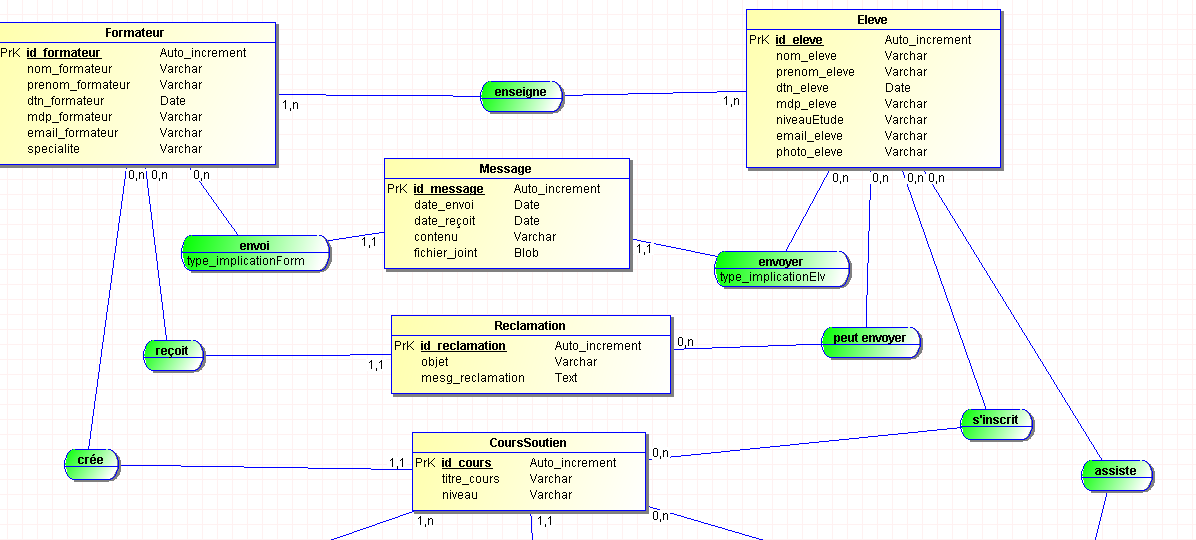 Formateur
PrK id_formateur Auto_increment
nom_formateur Varchar
prenom_formateur Varchar
dtn_formateur Date
mdp_formateur Varchar
email_formateur Varchar
specialite Varchar
1,n
enseigne
1,n
Eleve
PrK id_eleve Auto_increment
nom_eleve Varchar
prenom_eleve Varchar
dtn_eleve Date
mdp_eleve Varchar
niveauEtude Varchar
email_eleve Varchar
photo_eleve Varchar
0,n 0,n 0,n
0,n 0,n 0,n 0,n
Message
PrK id_message Auto_increment
date_envoi Date
date_reçoit Date
contenu Varchar
fichier_joint Blob
envoi
type_implicationForm
1,1
1,1
envoyer
type_implicationElv
reçoit
1,1
Reclamation
PrK id_reclamation Auto_increment
objet Varchar
mesg_reclamation Text
0,n
peut envoyer
s'inscrit
crée
1,1
CoursSoutien
PrK id_cours Auto_increment
titre_cours Varchar
niveau Varchar
0,n
assiste
1,n 1,1 0,n